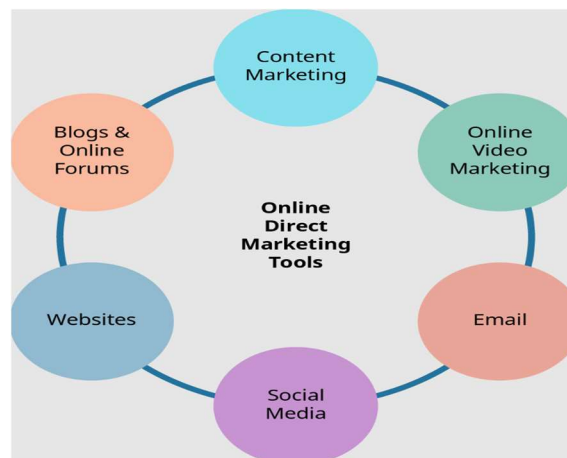 Content
Marketing
Online
Video
Marketing
Email
Social
Media
Websites
Blogs &
Online
Forums
Online
Direct
Marketing
Tools